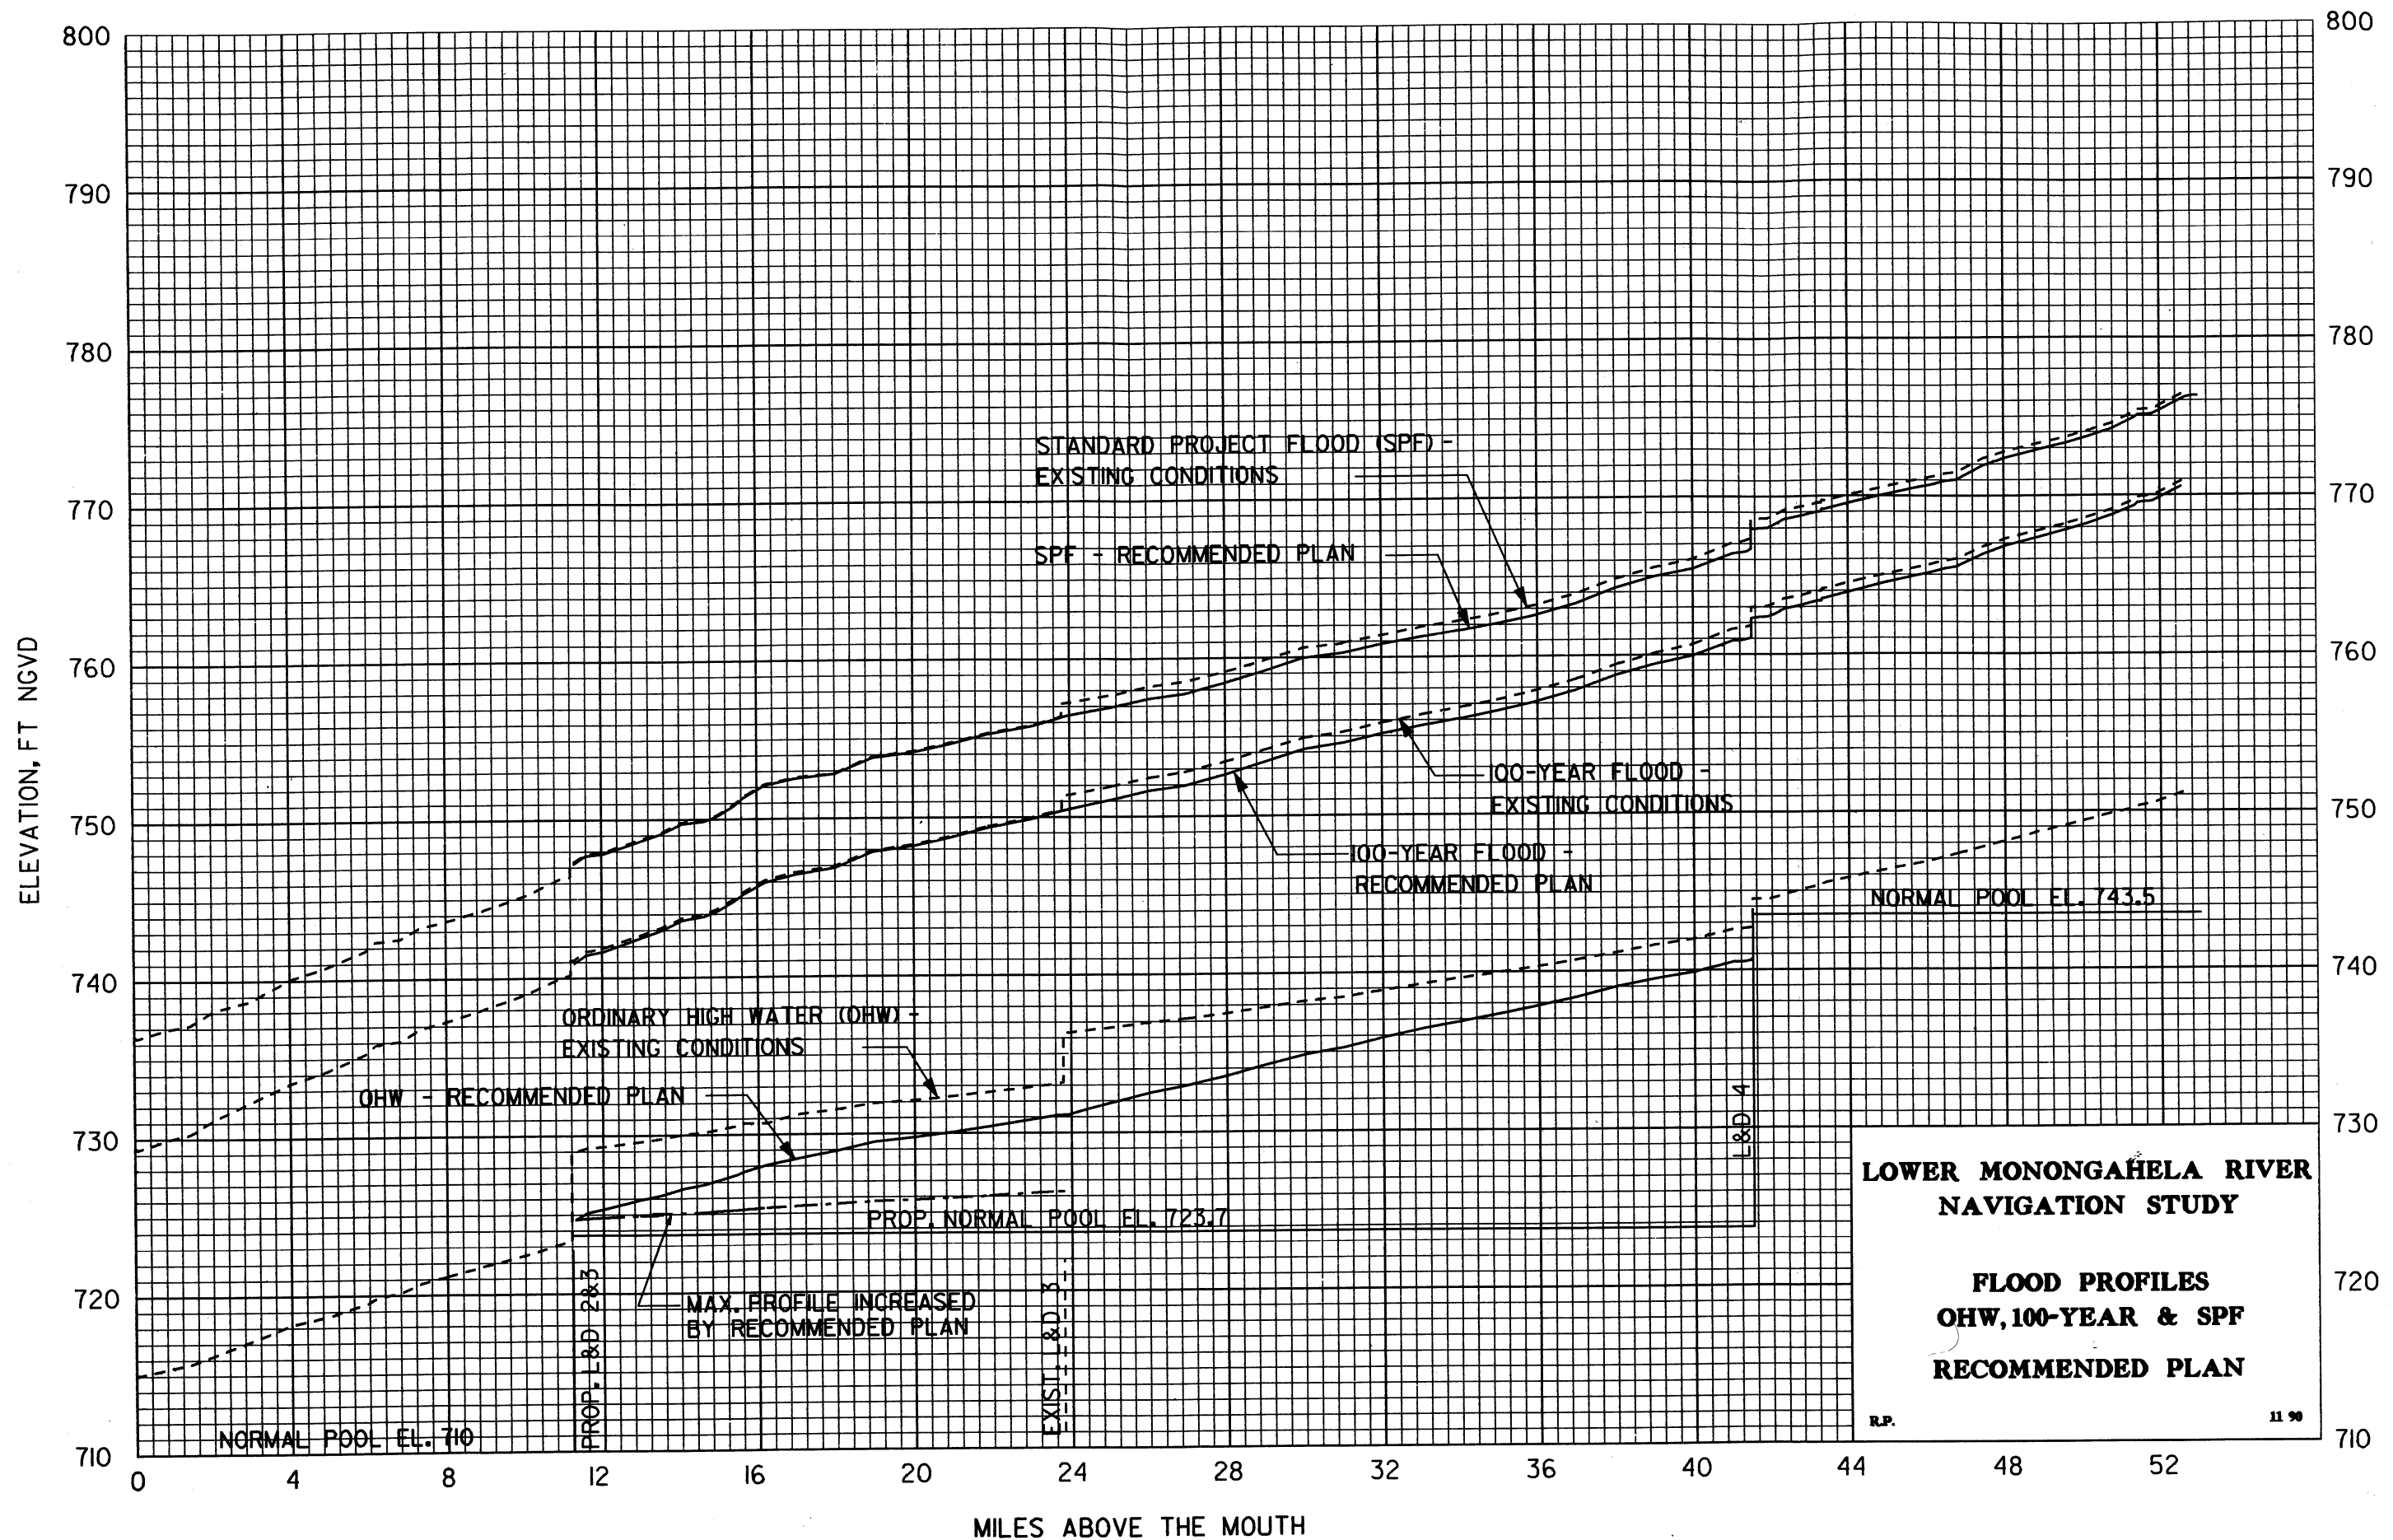 800
790
780
770
760
750
740
730
720
710
800
790
780
770
760
750
740
730
720
710
ELEVATION, FT NGVD
STANDARD PROJECT FLOOD (SPF) -
EXISTING CONDITIONS
SPF - RECOMMENDED PLAN
100-YEAR FLOOD -
EXISTING CONDITIONS
100-YEAR FLOOD -
RECOMMENDED PLAN
NORMAL POOL EL. 743.5
ORDINARY HIGH WATER (OHW) -
EXISTING CONDITIONS
OHW - RECOMMENDED PLAN
L&D 4
PROP. NORMAL POOL EL. 723.7
PROP. L&D 2&3
MAX. PROFILE INCREASED
BY RECOMMENDED PLAN
EXIST. L&D 3
NORMAL POOL EL. 710
LOWER MONONGAHELA RIVER
NAVIGATION STUDY
FLOOD PROFILES
OHW, 100-YEAR & SPF
RECOMMENDED PLAN
R.P.
11 90
0 4 8 12 16 20 24 28 32 36 40 44 48 52
MILES ABOVE THE MOUTH